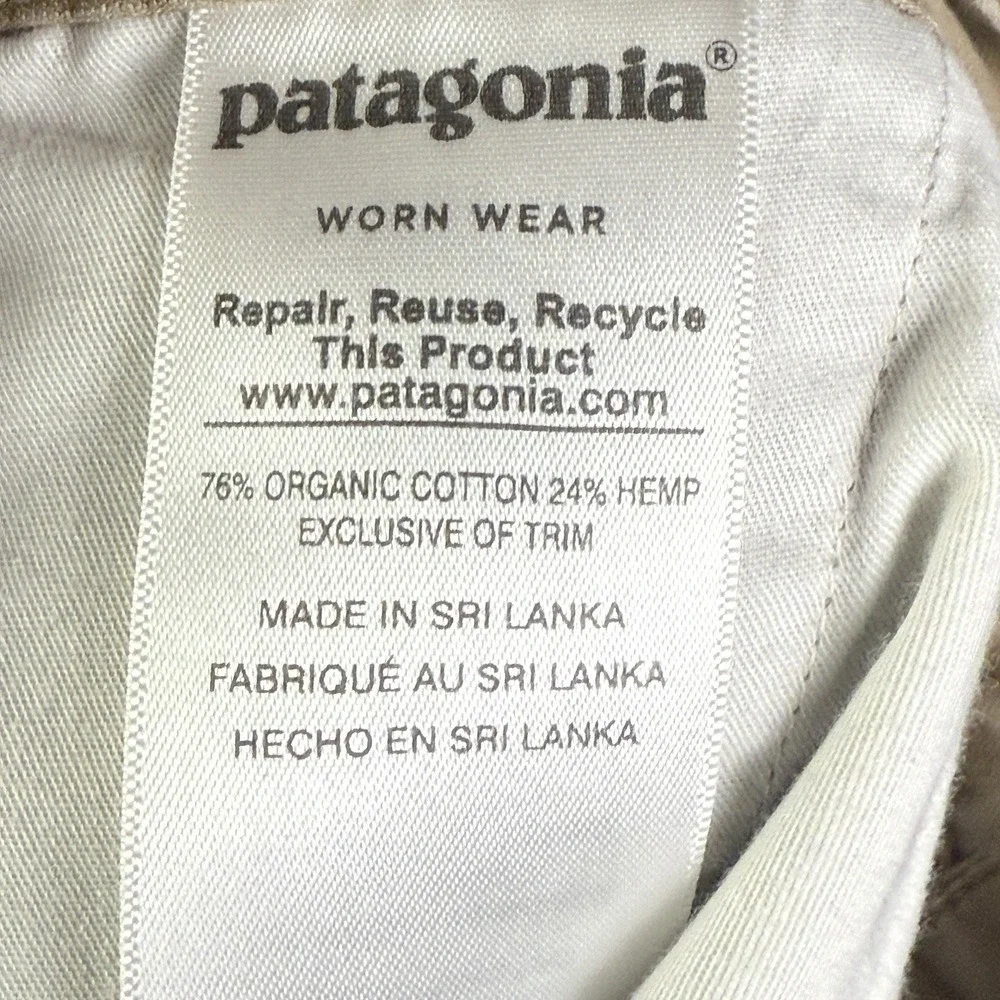 patagonia®
WORN WEAR
Repair, Reuse, Recycle
This Product
www.patagonia.com
76% ORGANIC COTTON 24% HEMP
EXCLUSIVE OF TRIM
MADE IN SRI LANKA
FABRIQUÉ AU SRI LANKA
HECHO EN SRI LANKA